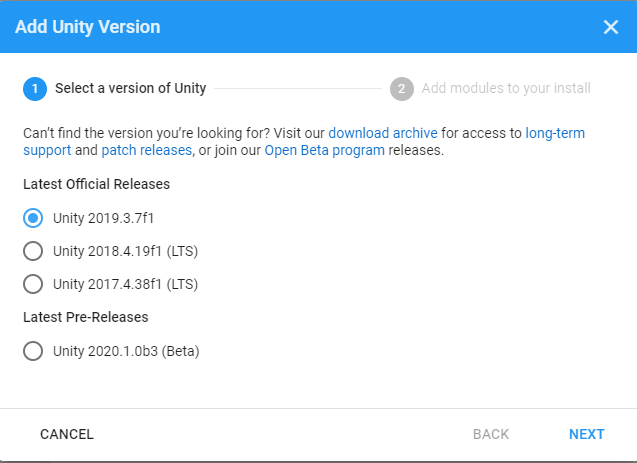 Add Unity Version
1 Select a version of Unity 2 Add modules to your install
Can't find the version you're looking for? Visit our download archive for access to long-term
support and patch releases, or join our Open Beta program releases.
Latest Official Releases
Unity 2019.3.7f1
Unity 2018.4.19f1 (LTS)
Unity 2017.4.38f1 (LTS)
Latest Pre-Releases
Unity 2020.1.0b3 (Beta)
CANCEL BACK NEXT